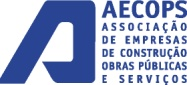 AECOPS
ASSOCIAÇÃO
DE EMPRESAS
DE CONSTRUÇÃO
OBRAS PÚBLICAS
E SERVIÇOS